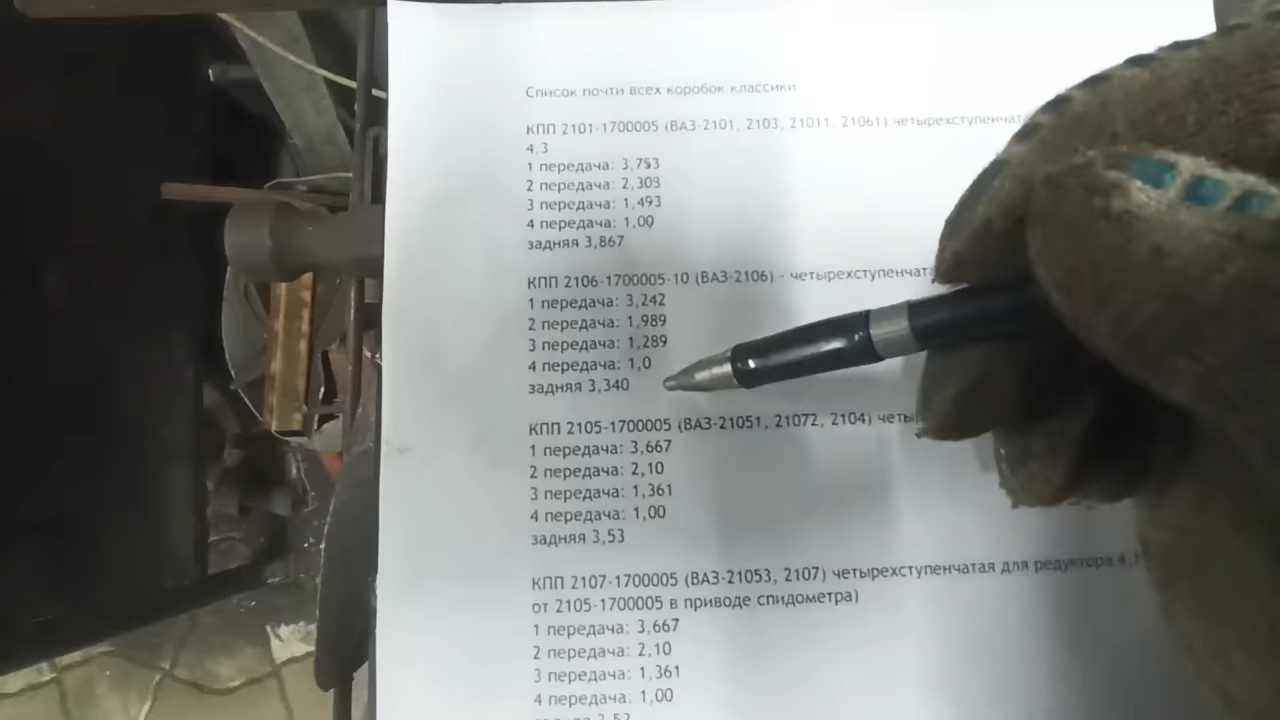 Список почти всех коробок классики
КПП 2101-1700005 (ВАЗ-2101, 2103, 21011, 21061)
4,3
1 передача: 3,753
2 передача: 2,303
3 передача: 1,493
4 передача: 1,00
задняя 3,867
КПП 2106-1700005-10 (ВАЗ-2106) -
1 передача: 3,242
2 передача: 1,989
3 передача: 1,289
4 передача: 1,0
задняя 3,340
КПП 2105-1700005 (ВАЗ-21051, 21072, 2104)
1 передача: 3,667
2 передача: 2,10
3 передача: 1,361
4 передача: 1,00
задняя 3,53
КПП 2107-1700005 (ВАЗ-21053, 2107) четырехступенчатая для редуктора
от 2105-1700005 в приводе спидометра)
1 передача: 3,667
2 передача: 2,10
3 передача: 1,361
4 передача: 1,00